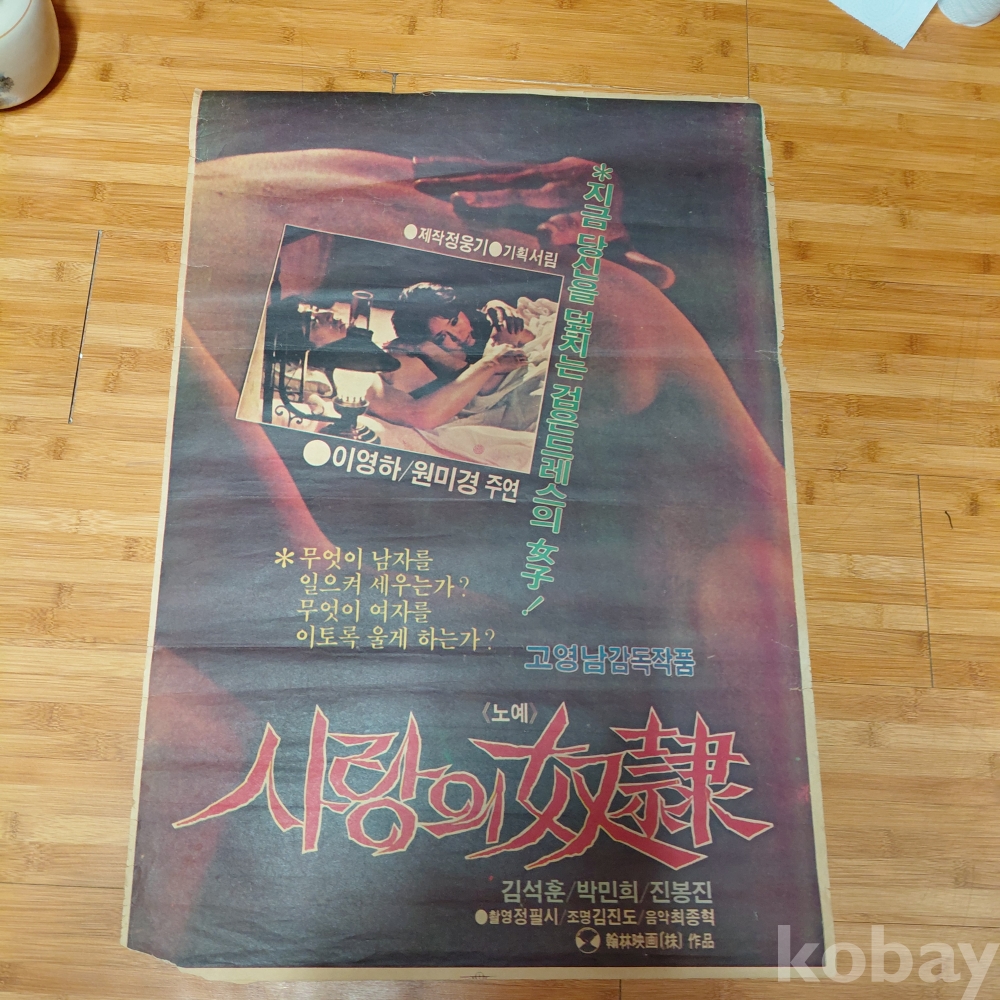 *지금 당신을 덮치는 검은드레스의 女子!
●제작정웅기●기획서림
●이영하/원미경 주연
*무엇이 남자를
일으켜 세우는가?
무엇이 여자를
이토록 울게 하는가?
고영남감독작품
《노예》
사랑의奴隷
김석훈/박민희/진봉진
●촬영정필시/조명김진도/음악최종혁
翰林映画(株) 作品
kobay